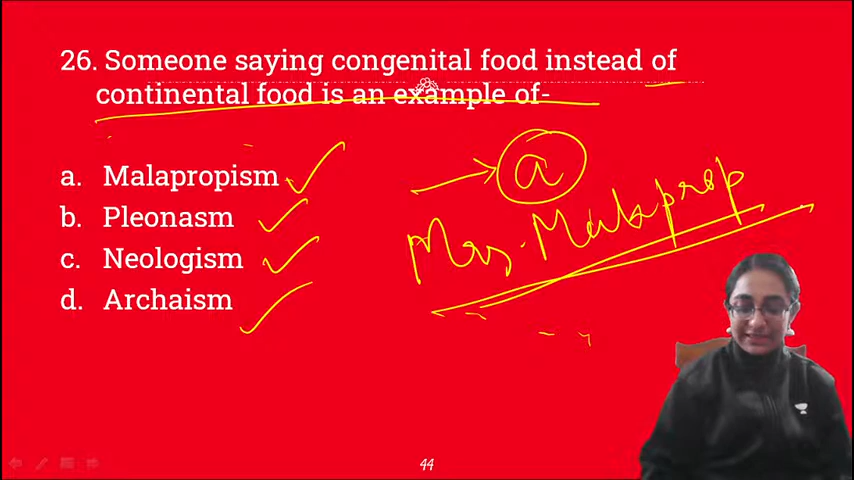 26. Someone saying congenital food instead of
continental food is an example of-
a. Malapropism
b. Pleonasm
c. Neologism
d. Archaism
a
Mrs. Malaprop
44